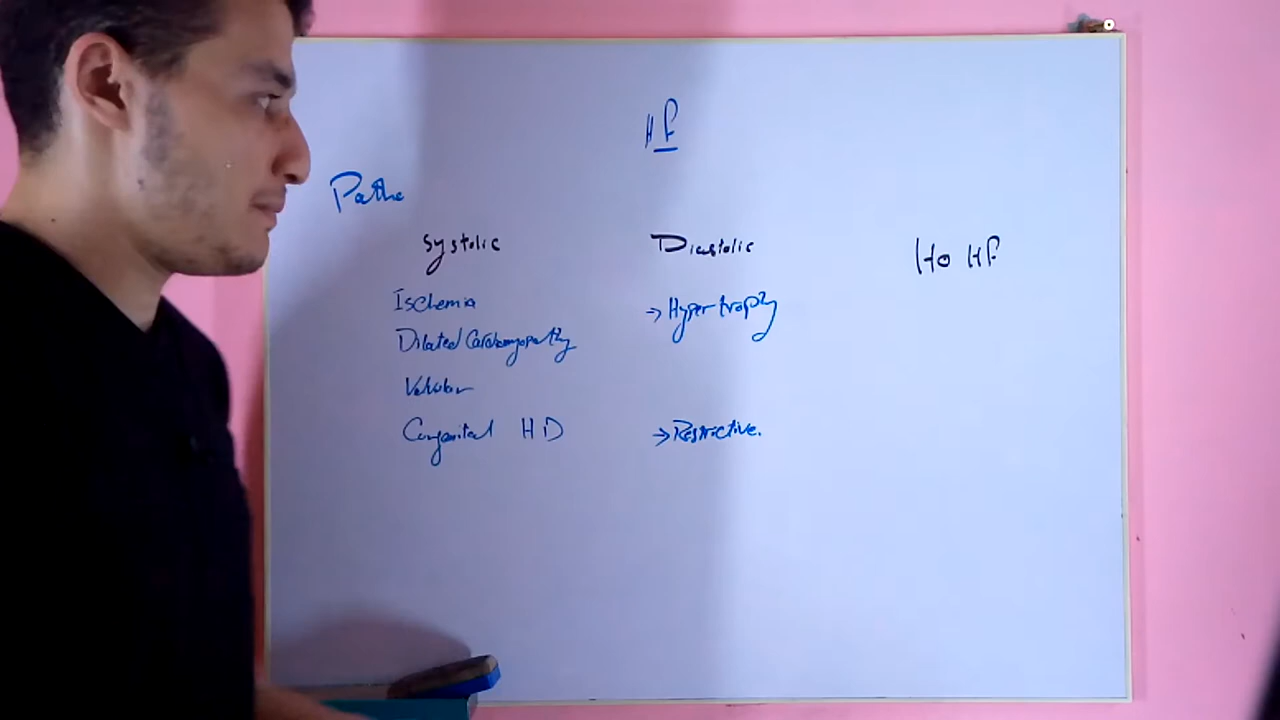 HF
Patho
Systolic Diastolic HO HF
Ischemia → Hypertrophy
Dilated Cardiomyopathy
Valvular
Congenital HD → Restrictive.